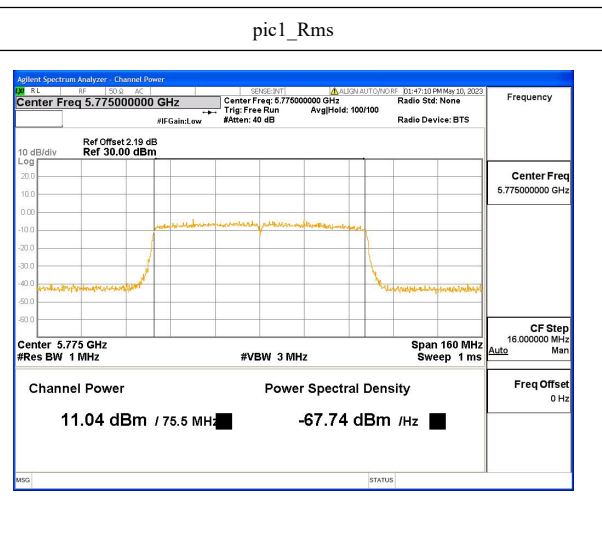 pic1_Rms
Agilent Spectrum Analyzer - Channel Power
RL RF 50 Ω AC SENSE:INT ALIGN AUTO/NO RF 01:47:10 PM May 10, 2023
Center Freq 5.775000000 GHz
Center Freq: 5.775000000 GHz
Radio Std: None
Trig: Free Run Avg|Hold: 100/100
#IFGain:Low #Atten: 40 dB Radio Device: BTS
Ref Offset 2.19 dB
10 dB/div Ref 30.00 dBm
Log
20.0
10.0
0.00
-10.0
-20.0
-30.0
-40.0
-50.0
-60.0
Center 5.775 GHz Span 160 MHz
#Res BW 1 MHz #VBW 3 MHz Sweep 1 ms
Channel Power Power Spectral Density
11.04 dBm / 75.5 MHz -67.74 dBm /Hz
MSG STATUS
Frequency
Center Freq
5.775000000 GHz
CF Step
16.000000 MHz
Auto Man
Freq Offset
0 Hz